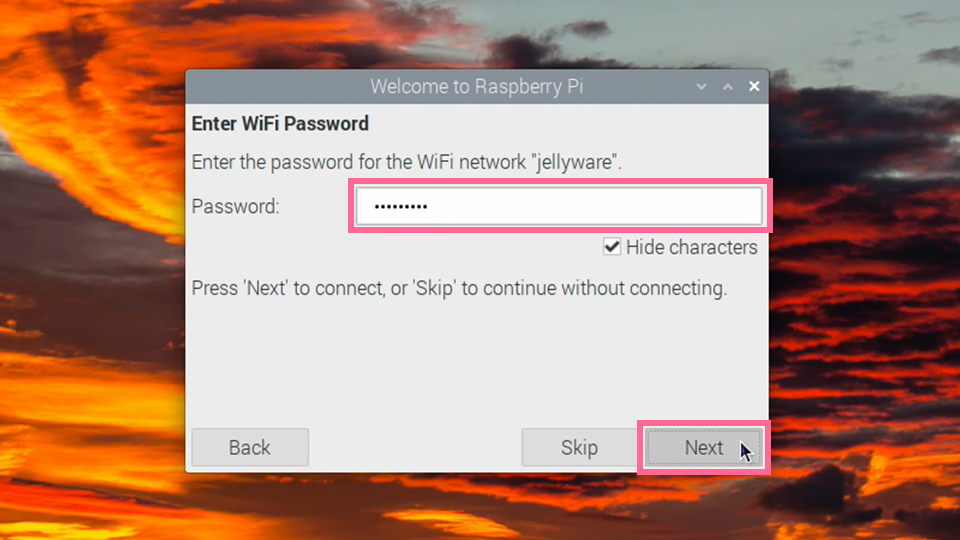 Welcome to Raspberry Pi
Enter WiFi Password
Enter the password for the WiFi network "jellyware".
Password: •••••••••
Hide characters
Press 'Next' to connect, or 'Skip' to continue without connecting.
Back Skip Next